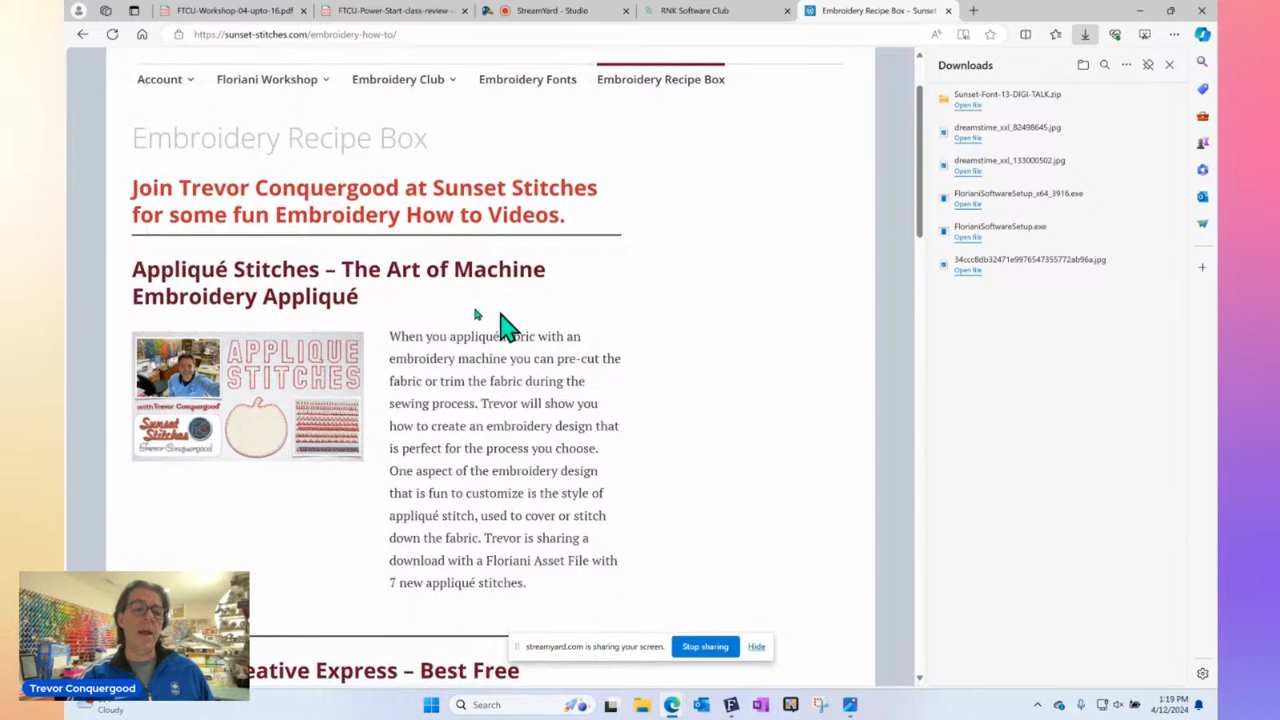 FTCU-Workshop-04-upto-16.pdf
FTCU-Power-Start-class-review-u
StreamYard - Studio
RNK Software Club
Embroidery Recipe Box – Sunset
https://sunset-stitches.com/embroidery-how-to/
Account
Floriani Workshop
Embroidery Club
Embroidery Fonts
Embroidery Recipe Box
Embroidery Recipe Box
Join Trevor Conquergood at Sunset Stitches
for some fun Embroidery How to Videos.
Appliqué Stitches – The Art of Machine
Embroidery Appliqué
APPLIQUE
STITCHES
with Trevor Conquergood
Sunset
Stitches
Trevor Conquergood
When you appliqué fabric with an
embroidery machine you can pre-cut the
fabric or trim the fabric during the
sewing process. Trevor will show you
how to create an embroidery design that
is perfect for the process you choose.
One aspect of the embroidery design
that is fun to customize is the style of
appliqué stitch, used to cover or stitch
down the fabric. Trevor is sharing a
download with a Floriani Asset File with
7 new appliqué stitches.
eative Express – Best Free
streamyard.com is sharing your screen.
Stop sharing
Hide
Downloads
Sunset-Font-13-DIGI-TALK.zip
Open file
dreamstime_xxl_82498645.jpg
Open file
dreamstime_xxl_133000502.jpg
Open file
FlorianiSoftwareSetup_x64_3916.exe
Open file
FlorianiSoftwareSetup.exe
Open file
34ccc8db32471e9976547355772ab96a.jpg
Open file
Trevor Conquergood
Cloudy
Search
1:19 PM
4/12/2024